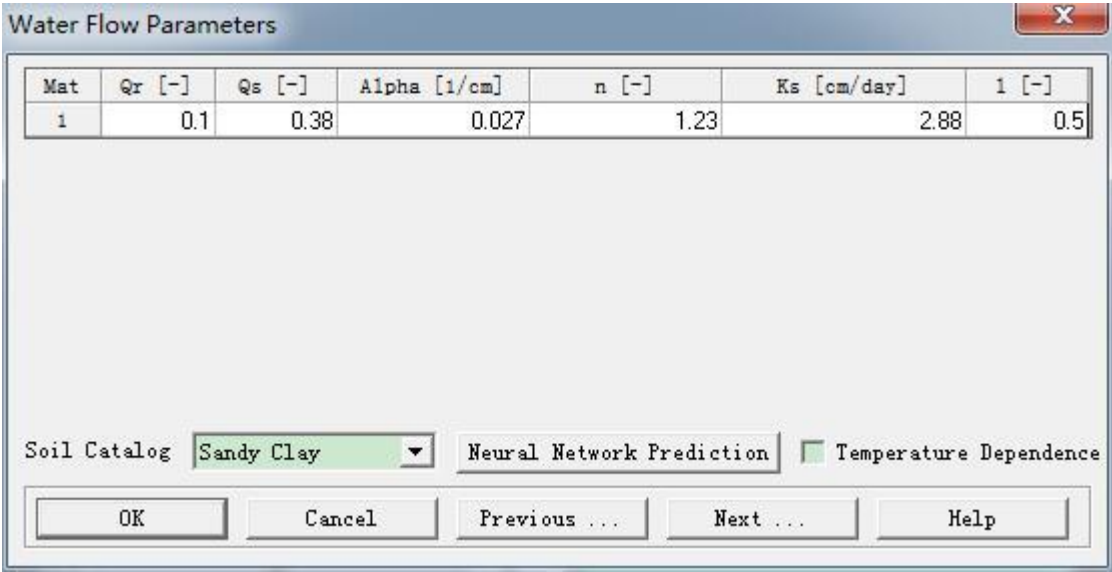 Water Flow Parameters
Mat Qr [-] Qs [-] Alpha [1/cm] n [-] Ks [cm/day] l [-]
1 0.1 0.38 0.027 1.23 2.88 0.5
Soil Catalog Sandy Clay Neural Network Prediction Temperature Dependence
OK Cancel Previous ... Next ... Help